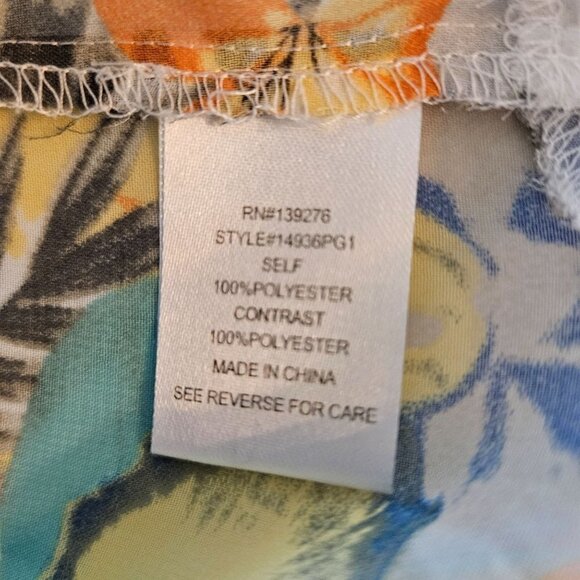 RN#139276
STYLE#14936PG1
SELF
100%POLYESTER
CONTRAST
100%POLYESTER
MADE IN CHINA
SEE REVERSE FOR CARE